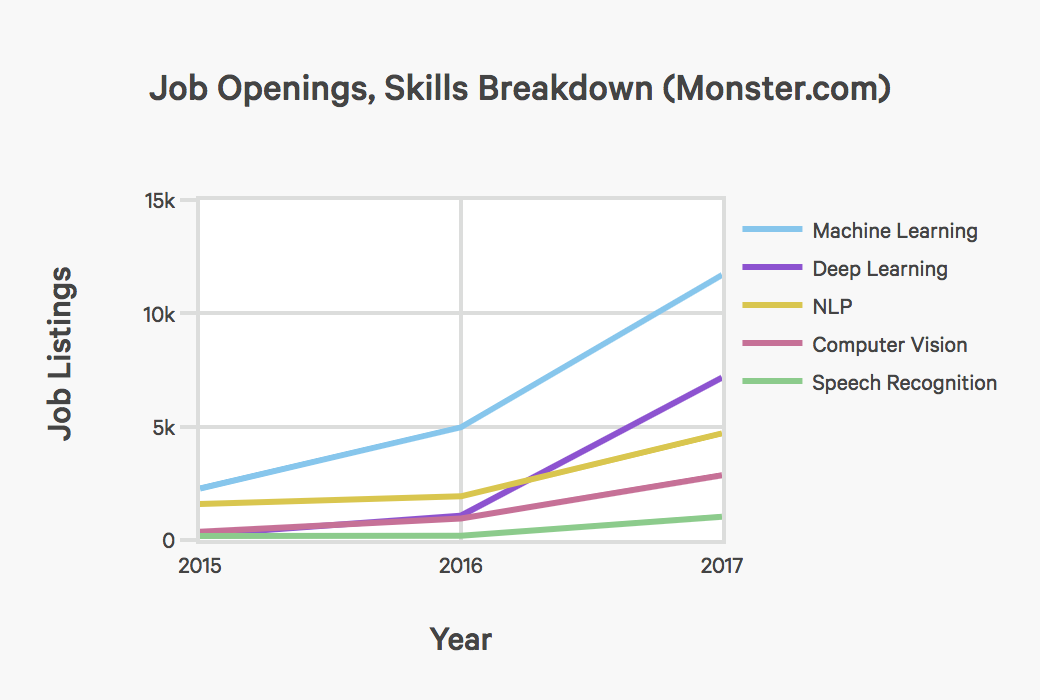 Job Openings, Skills Breakdown (Monster.com)
15k
10k
5k
0
Job Listings
2015
2016
2017
Year
Machine Learning
Deep Learning
NLP
Computer Vision
Speech Recognition